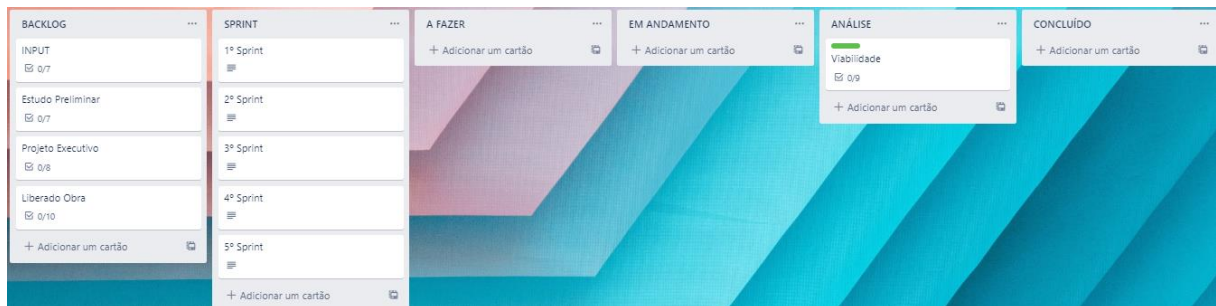 BACKLOG
INPUT
0/7
Estudo Preliminar
0/7
Projeto Executivo
0/8
Liberado Obra
0/10
+ Adicionar um cartão
SPRINT
1º Sprint
2º Sprint
3º Sprint
4º Sprint
5º Sprint
+ Adicionar um cartão
A FAZER
+ Adicionar um cartão
EM ANDAMENTO
+ Adicionar um cartão
ANÁLISE
Viabilidade
0/9
+ Adicionar um cartão
CONCLUÍDO
+ Adicionar um cartão